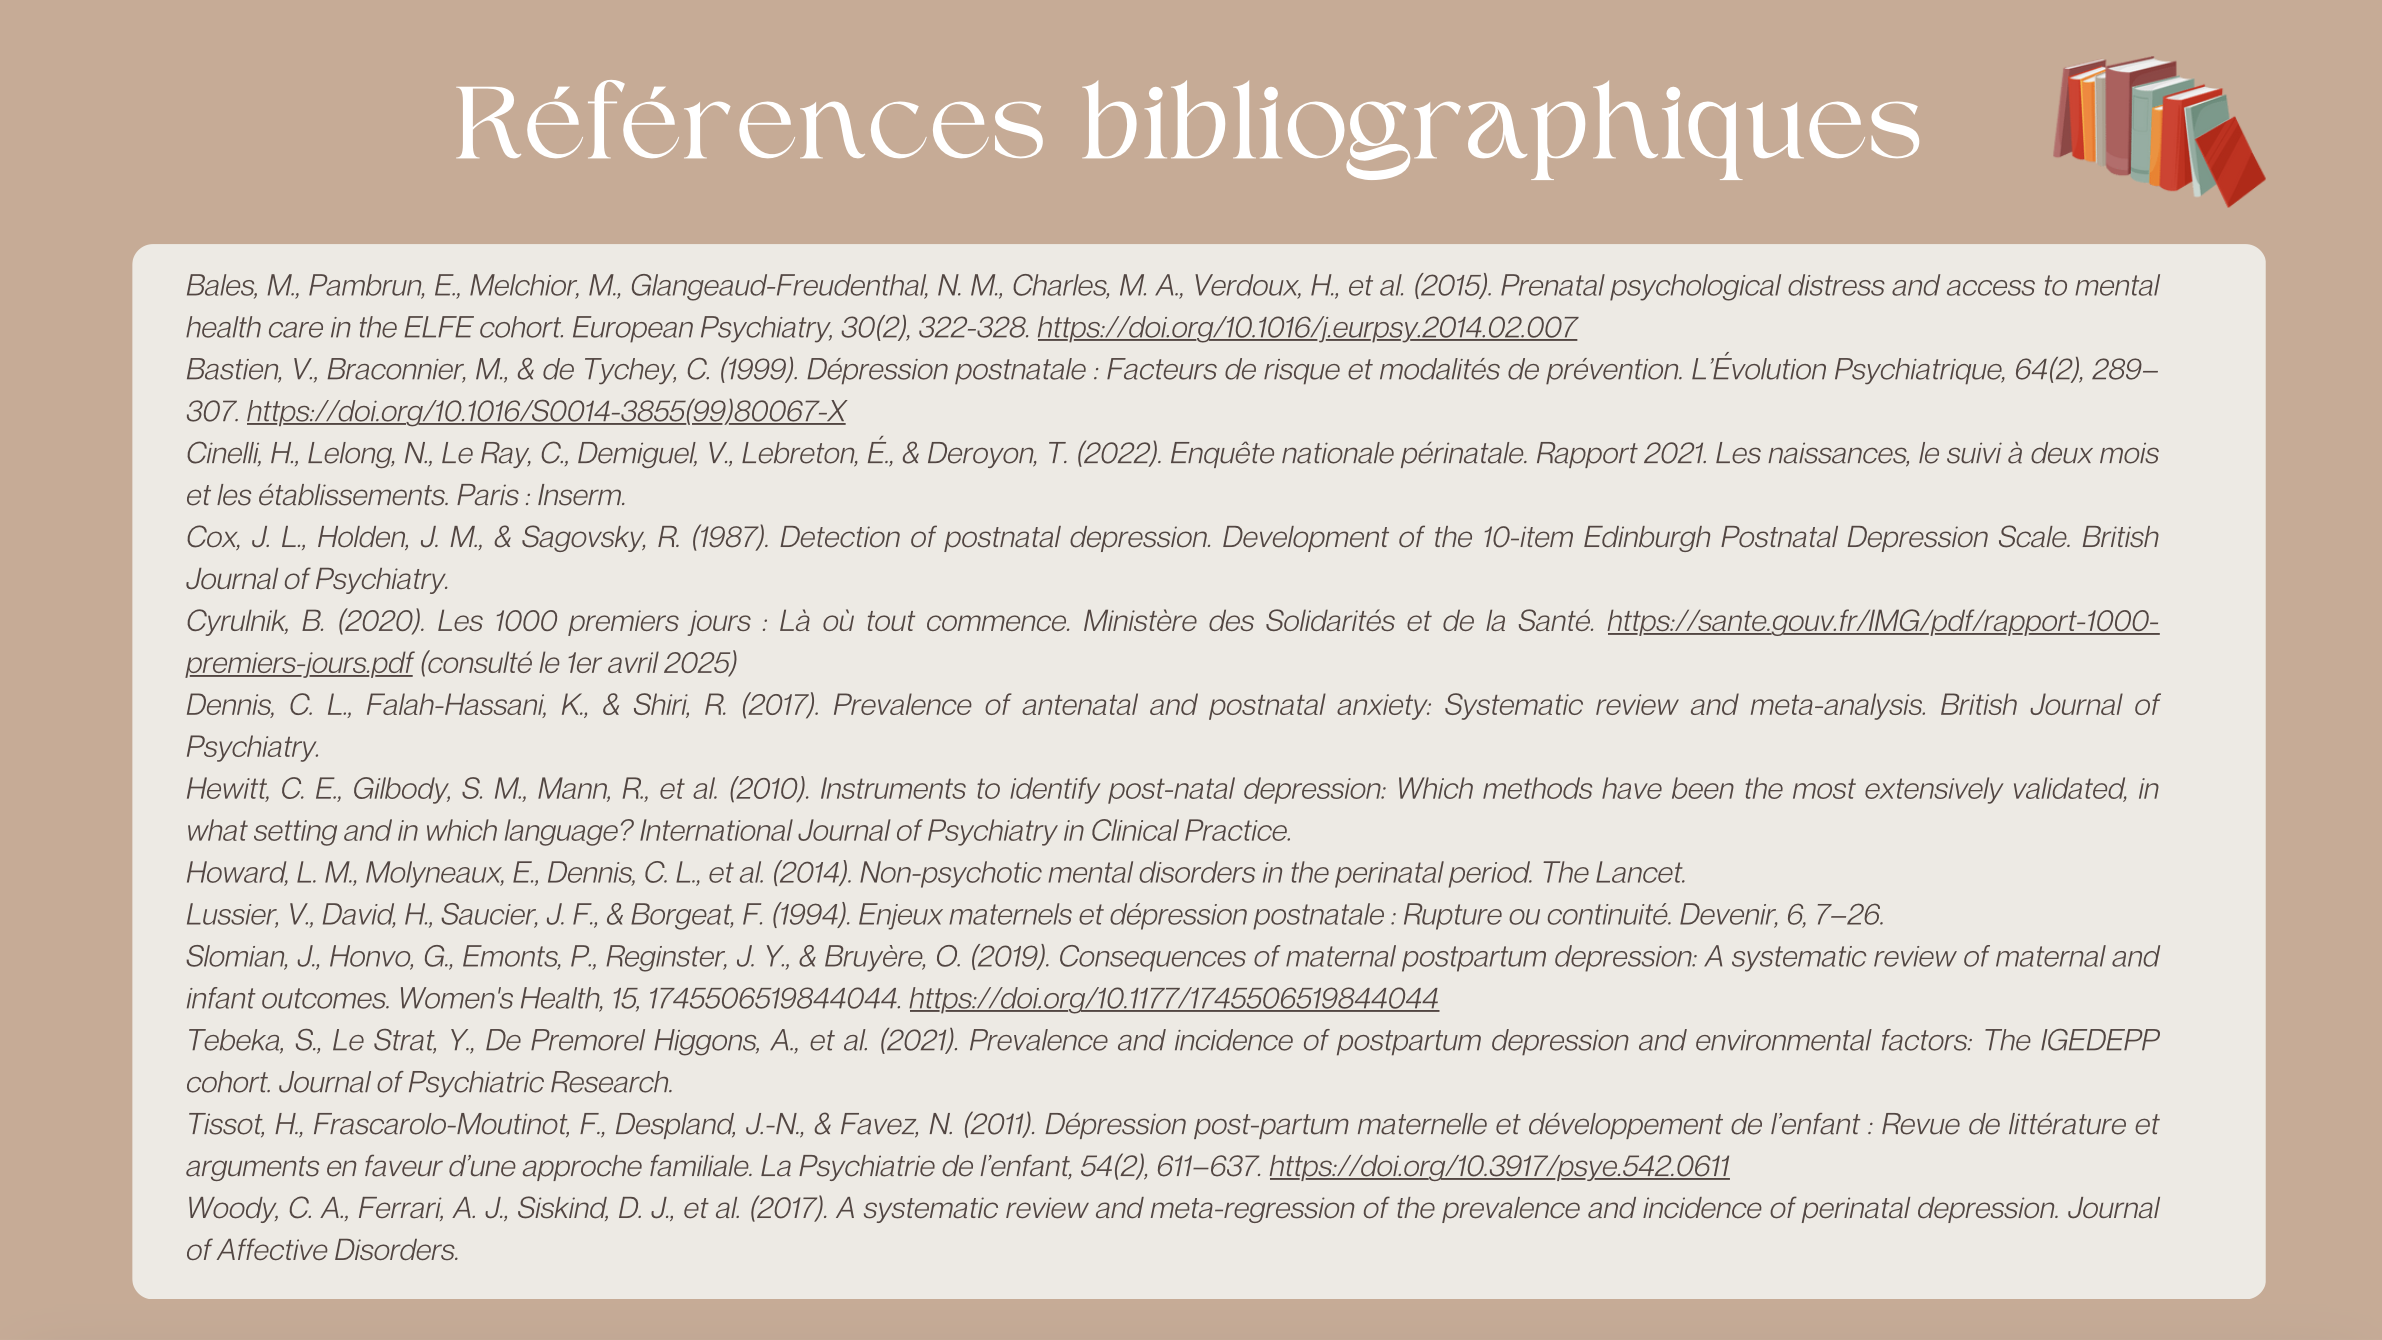 Références bibliographiques
Bales, M., Pambrun, E., Melchior, M., Glangeaud-Freudenthal, N. M., Charles, M. A., Verdoux, H., et al. (2015). Prenatal psychological distress and access to mental
health care in the ELFE cohort. European Psychiatry, 30(2), 322-328. https://doi.org/10.1016/j.eurpsy.2014.02.007
Bastien, V., Braconnier, M., & de Tychey, C. (1999). Dépression postnatale : Facteurs de risque et modalités de prévention. L’Évolution Psychiatrique, 64(2), 289–
307. https://doi.org/10.1016/S0014-3855(99)80067-X
Cinelli, H., Lelong, N., Le Ray, C., Demiguel, V., Lebreton, É., & Deroyon, T. (2022). Enquête nationale périnatale. Rapport 2021. Les naissances, le suivi à deux mois
et les établissements. Paris : Inserm.
Cox, J. L., Holden, J. M., & Sagovsky, R. (1987). Detection of postnatal depression. Development of the 10-item Edinburgh Postnatal Depression Scale. British
Journal of Psychiatry.
Cyrulnik, B. (2020). Les 1000 premiers jours : Là où tout commence. Ministère des Solidarités et de la Santé. https://sante.gouv.fr/IMG/pdf/rapport-1000-
premiers-jours.pdf (consulté le 1er avril 2025)
Dennis, C. L., Falah-Hassani, K., & Shiri, R. (2017). Prevalence of antenatal and postnatal anxiety: Systematic review and meta-analysis. British Journal of
Psychiatry.
Hewitt, C. E., Gilbody, S. M., Mann, R., et al. (2010). Instruments to identify post-natal depression: Which methods have been the most extensively validated, in
what setting and in which language? International Journal of Psychiatry in Clinical Practice.
Howard, L. M., Molyneaux, E., Dennis, C. L., et al. (2014). Non-psychotic mental disorders in the perinatal period. The Lancet.
Lussier, V., David, H., Saucier, J. F., & Borgeat, F. (1994). Enjeux maternels et dépression postnatale : Rupture ou continuité. Devenir, 6, 7–26.
Slomian, J., Honvo, G., Emonts, P., Reginster, J. Y., & Bruyère, O. (2019). Consequences of maternal postpartum depression: A systematic review of maternal and
infant outcomes. Women's Health, 15, 1745506519844044. https://doi.org/10.1177/1745506519844044
Tebeka, S., Le Strat, Y., De Premorel Higgons, A., et al. (2021). Prevalence and incidence of postpartum depression and environmental factors: The IGEDEPP
cohort. Journal of Psychiatric Research.
Tissot, H., Frascarolo-Moutinot, F., Despland, J.-N., & Favez, N. (2011). Dépression post-partum maternelle et développement de l’enfant : Revue de littérature et
arguments en faveur d’une approche familiale. La Psychiatrie de l’enfant, 54(2), 611–637. https://doi.org/10.3917/psye.542.0611
Woody, C. A., Ferrari, A. J., Siskind, D. J., et al. (2017). A systematic review and meta-regression of the prevalence and incidence of perinatal depression. Journal
of Affective Disorders.